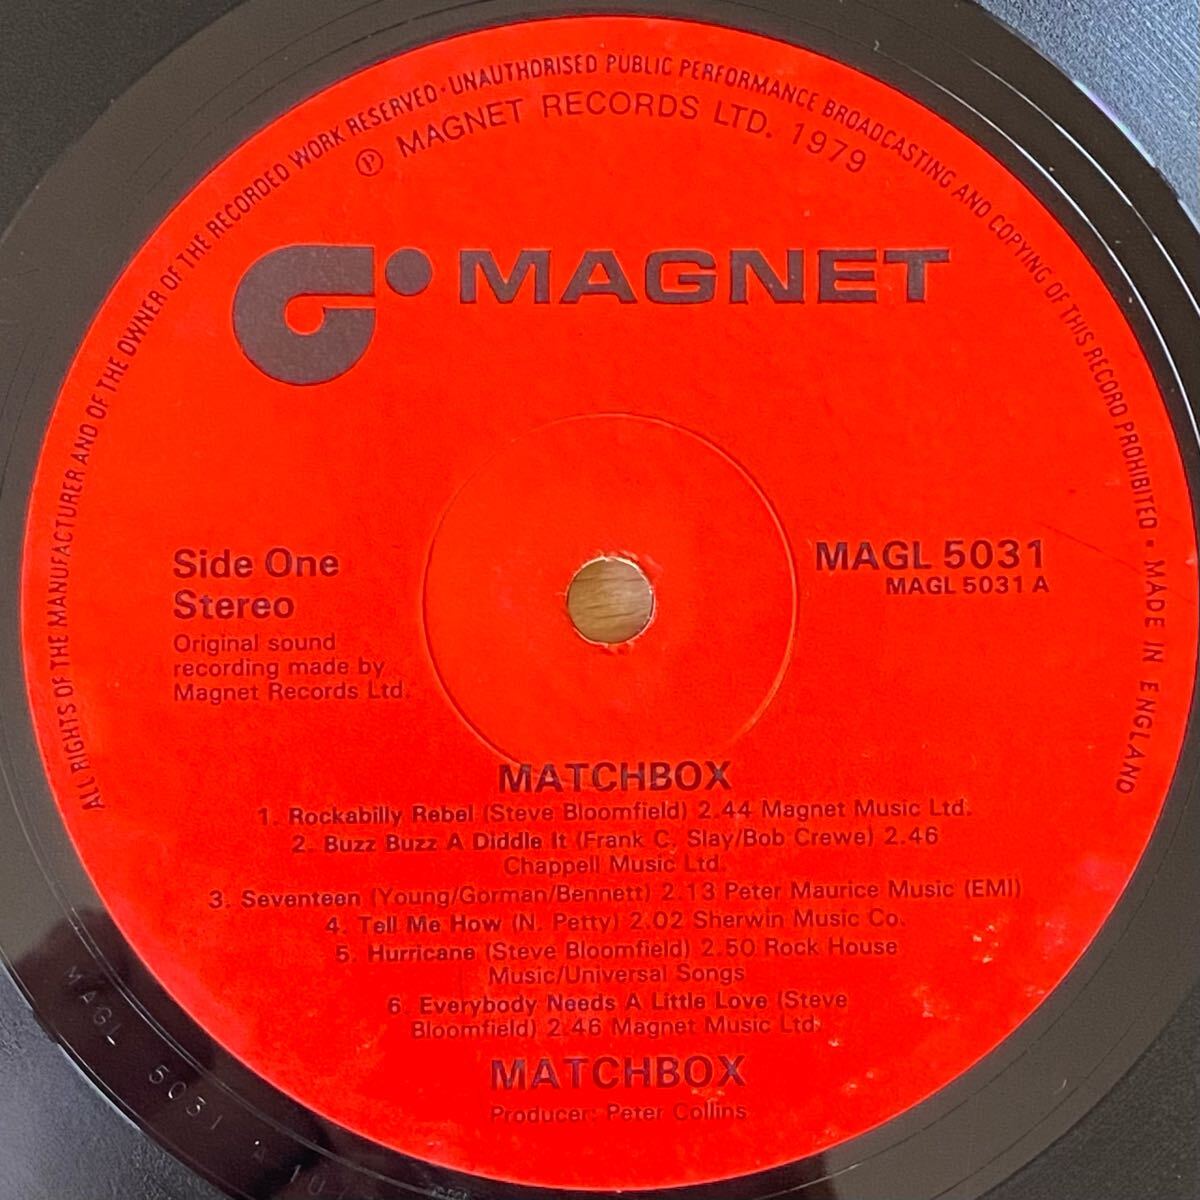 ALL RIGHTS OF THE MANUFACTURER AND OF THE OWNER OF THE RECORDED WORK RESERVED · UNAUTHORISED PUBLIC PERFORMANCE BROADCASTING AND COPYING OF THIS RECORD PROHIBITED • MADE IN ENGLAND
℗ MAGNET RECORDS LTD. 1979
MAGNET
Side One
Stereo
Original sound
recording made by
Magnet Records Ltd.
MAGL 5031
MAGL 5031 A
MATCHBOX
1. Rockabilly Rebel (Steve Bloomfield) 2.44 Magnet Music Ltd.
2. Buzz Buzz A Diddle It (Frank C. Slay/Bob Crewe) 2.46
Chappell Music Ltd.
3. Seventeen (Young/Gorman/Bennett) 2.13 Peter Maurice Music (EMI)
4. Tell Me How (N. Petty) 2.02 Sherwin Music Co.
5. Hurricane (Steve Bloomfield) 2.50 Rock House
Music/Universal Songs
6. Everybody Needs A Little Love (Steve
Bloomfield) 2.46 Magnet Music Ltd.
MATCHBOX
Producer: Peter Collins
MAGL 5031